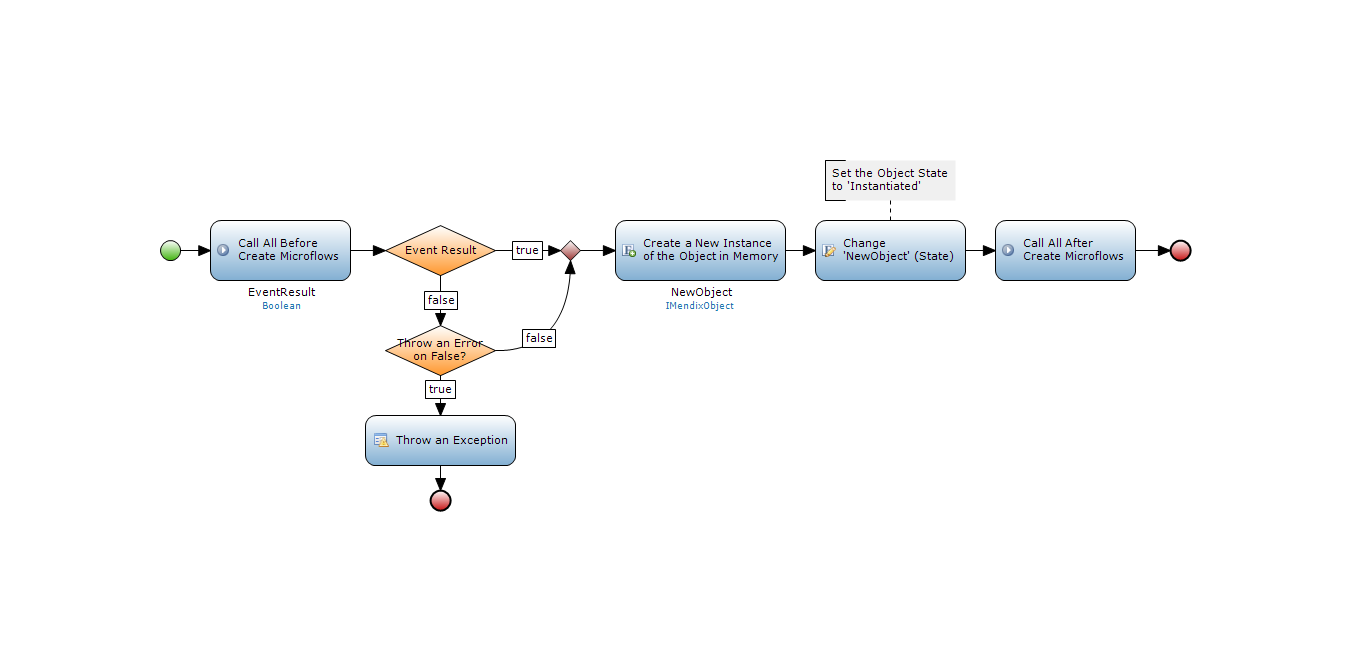 Set the Object State
to 'Instantiated'
Call All Before
Create Microflows
EventResult
Boolean
Event Result
true
false
Throw an Error
on False?
false
true
Throw an Exception
Create a New Instance
of the Object in Memory
NewObject
IMendixObject
Change
'NewObject' (State)
Call All After
Create Microflows